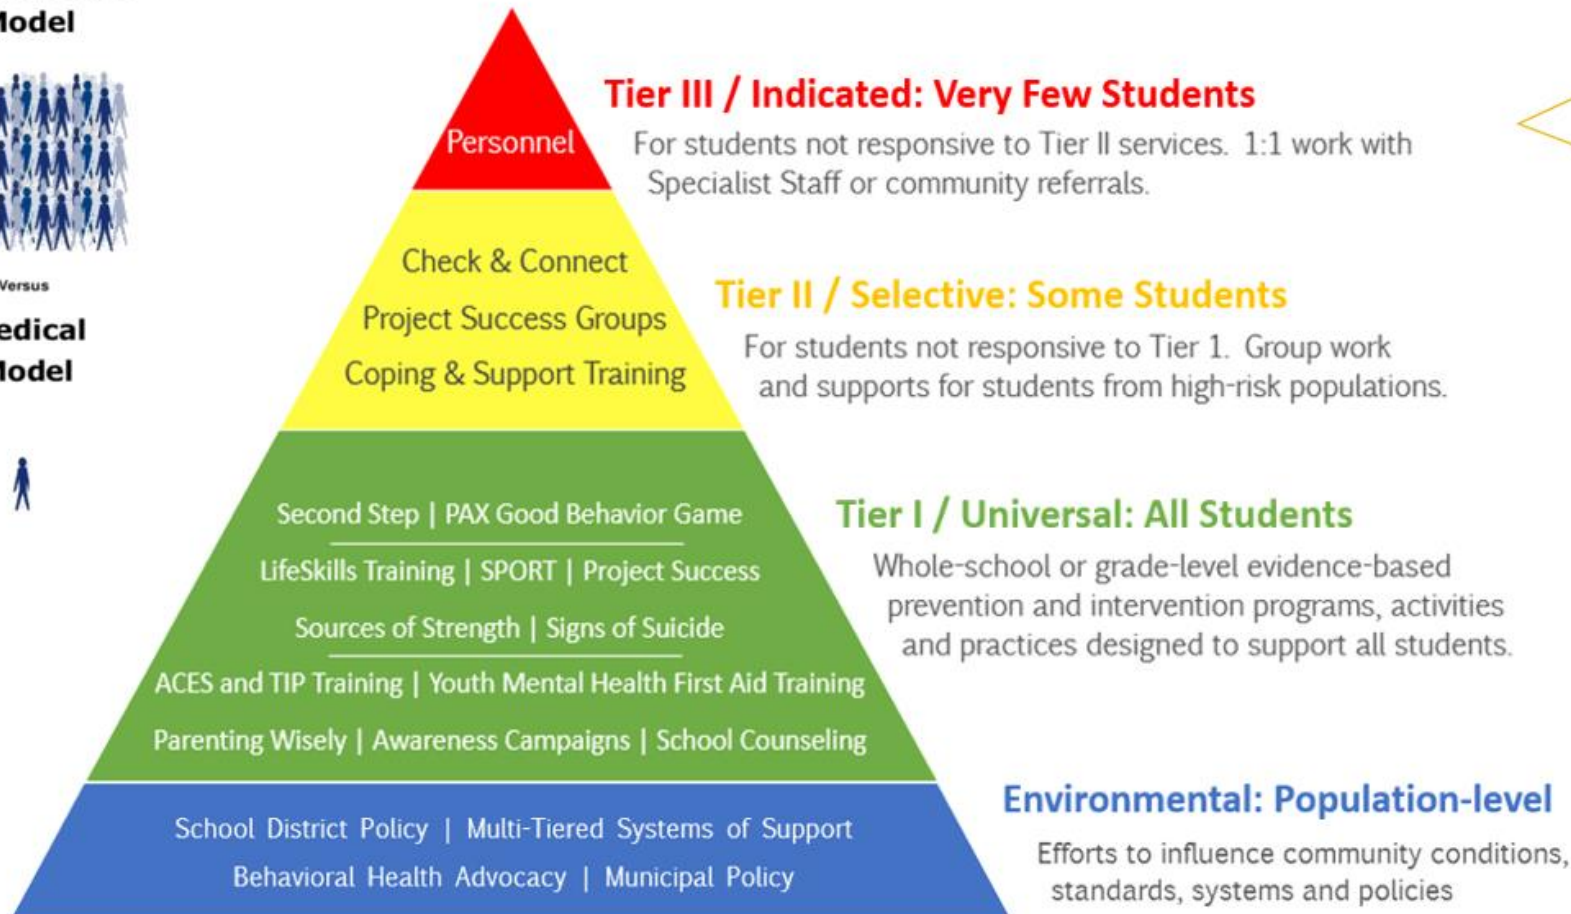 Model
Versus
edical
Model
Personnel
Tier III / Indicated: Very Few Students
For students not responsive to Tier II services. 1:1 work with
Specialist Staff or community referrals.
Check & Connect
Project Success Groups
Coping & Support Training
Tier II / Selective: Some Students
For students not responsive to Tier 1. Group work
and supports for students from high-risk populations.
Second Step | PAX Good Behavior Game
LifeSkills Training | SPORT | Project Success
Sources of Strength | Signs of Suicide
ACES and TIP Training | Youth Mental Health First Aid Training
Parenting Wisely | Awareness Campaigns | School Counseling
Tier I / Universal: All Students
Whole-school or grade-level evidence-based
prevention and intervention programs, activities
and practices designed to support all students.
School District Policy | Multi-Tiered Systems of Support
Behavioral Health Advocacy | Municipal Policy
Environmental: Population-level
Efforts to influence community conditions,
standards, systems and policies